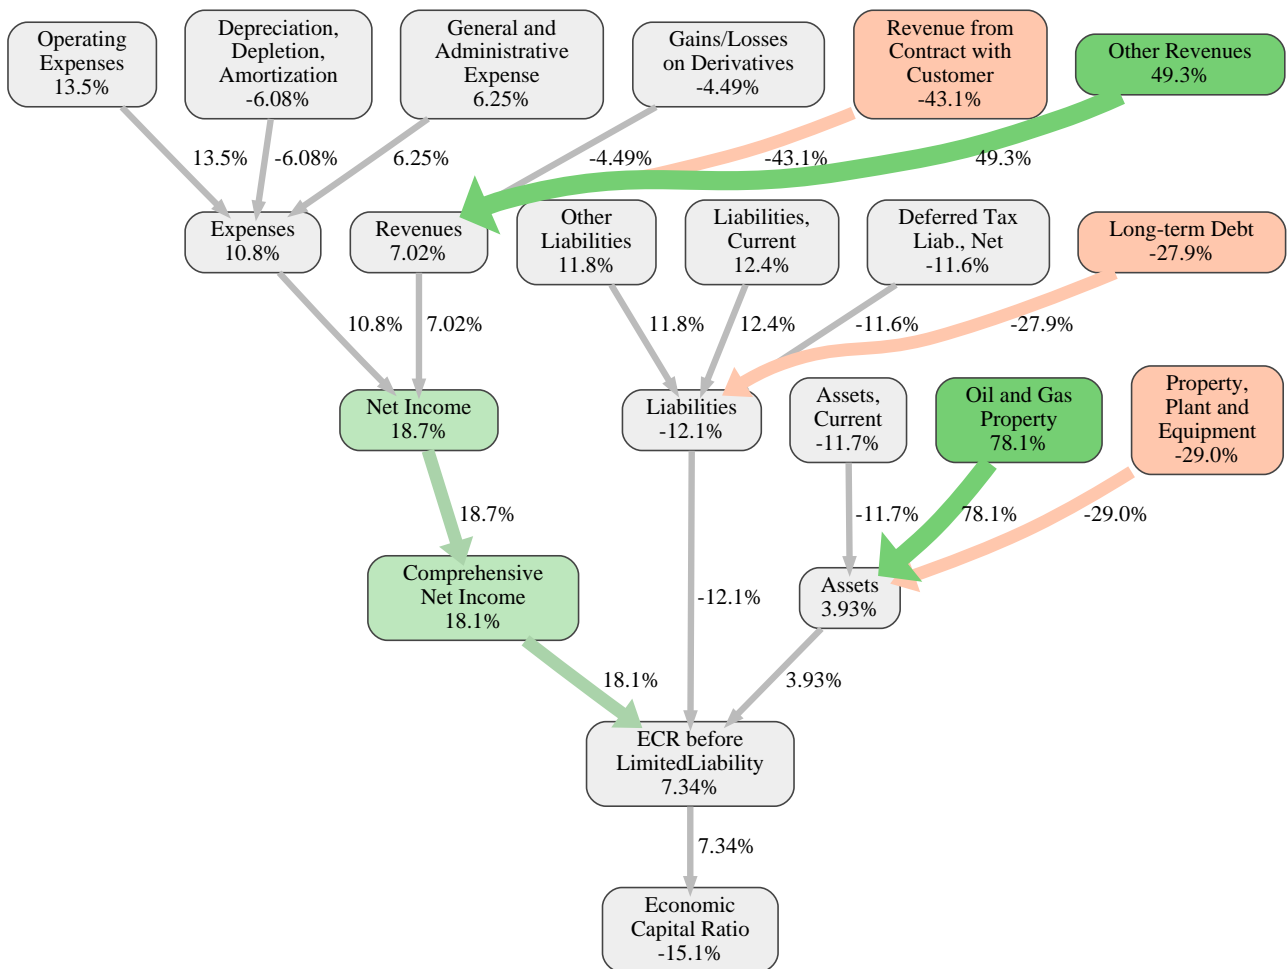 Operating
Expenses
13.5%
Depreciation,
Depletion,
Amortization
-6.08%
General and
Administrative
Expense
6.25%
Gains/Losses
on Derivatives
-4.49%
Revenue from
Contract with
Customer
-43.1%
Other Revenues
49.3%
13.5%
-6.08%
6.25%
-4.49%
-43.1%
49.3%
Expenses
10.8%
Revenues
7.02%
Other
Liabilities
11.8%
Liabilities,
Current
12.4%
Deferred Tax
Liab., Net
-11.6%
Long-term Debt
-27.9%
10.8%
7.02%
11.8%
12.4%
-11.6%
-27.9%
Net Income
18.7%
Liabilities
-12.1%
Assets,
Current
-11.7%
Oil and Gas
Property
78.1%
Property,
Plant and
Equipment
-29.0%
18.7%
-11.7%
78.1%
-29.0%
Comprehensive
Net Income
18.1%
-12.1%
Assets
3.93%
18.1%
3.93%
ECR before
LimitedLiability
7.34%
7.34%
Economic
Capital Ratio
-15.1%